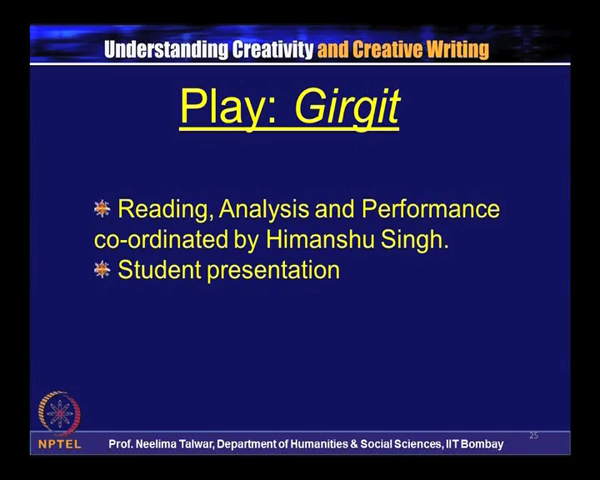 Understanding Creativity and Creative Writing
Play: Girgit
Reading, Analysis and Performance
co-ordinated by Himanshu Singh.
Student presentation
25
NPTEL
Prof. Neelima Talwar, Department of Humanities & Social Sciences, IIT Bombay